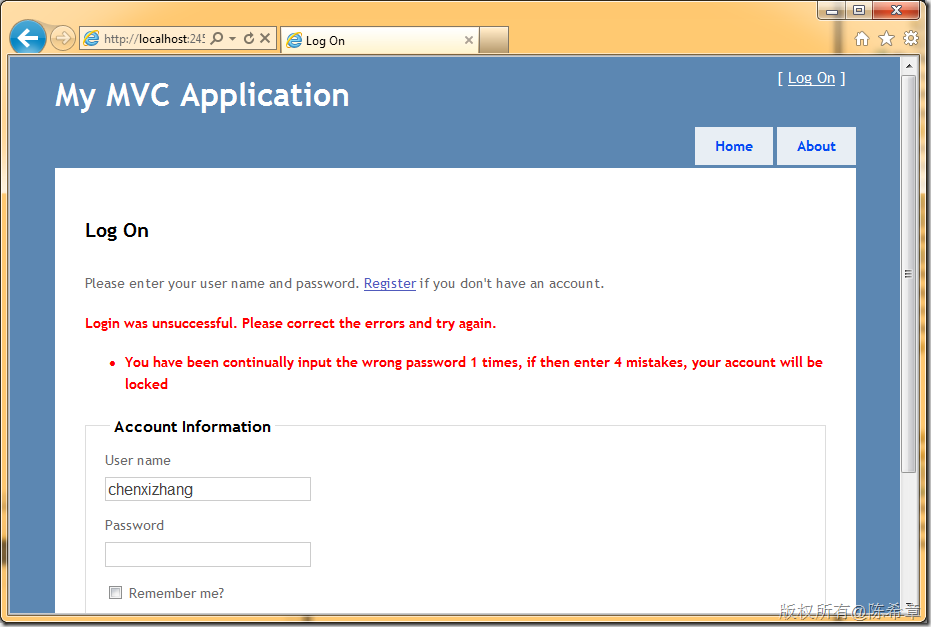 http://localhost:245
Log On
[ Log On ]
My MVC Application
Home
About
Log On
Please enter your user name and password. Register if you don't have an account.
Login was unsuccessful. Please correct the errors and try again.
You have been continually input the wrong password 1 times, if then enter 4 mistakes, your account will be
locked
Account Information
User name
chenxizhang
Password
Remember me?
版权所有@陈希章